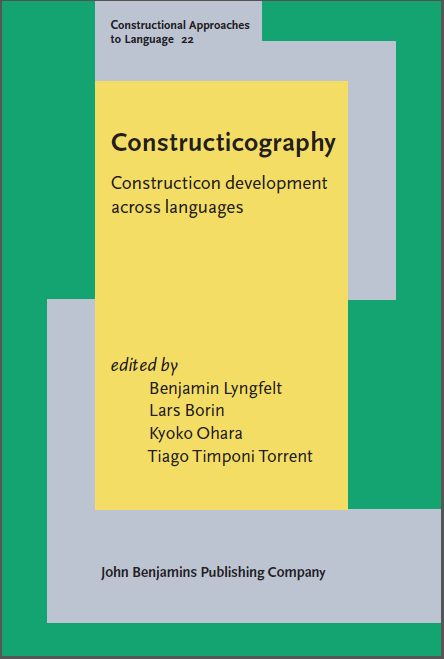 Constructional Approaches
to Language 22
Constructicography
Constructicon development
across languages
edited by
Benjamin Lyngfelt
Lars Borin
Kyoko Ohara
Tiago Timponi Torrent
John Benjamins Publishing Company